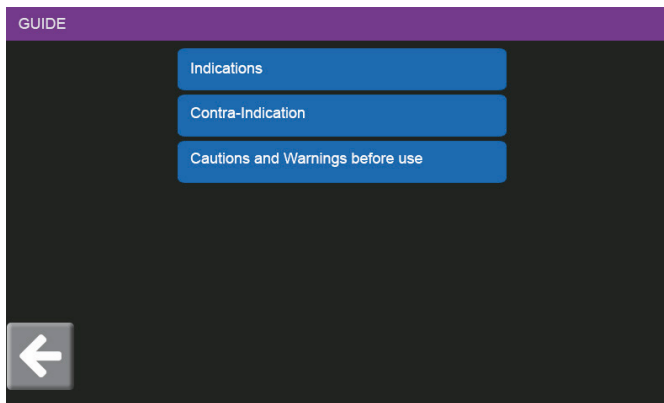 GUIDE
Indications
Contra-Indication
Cautions and Warnings before use